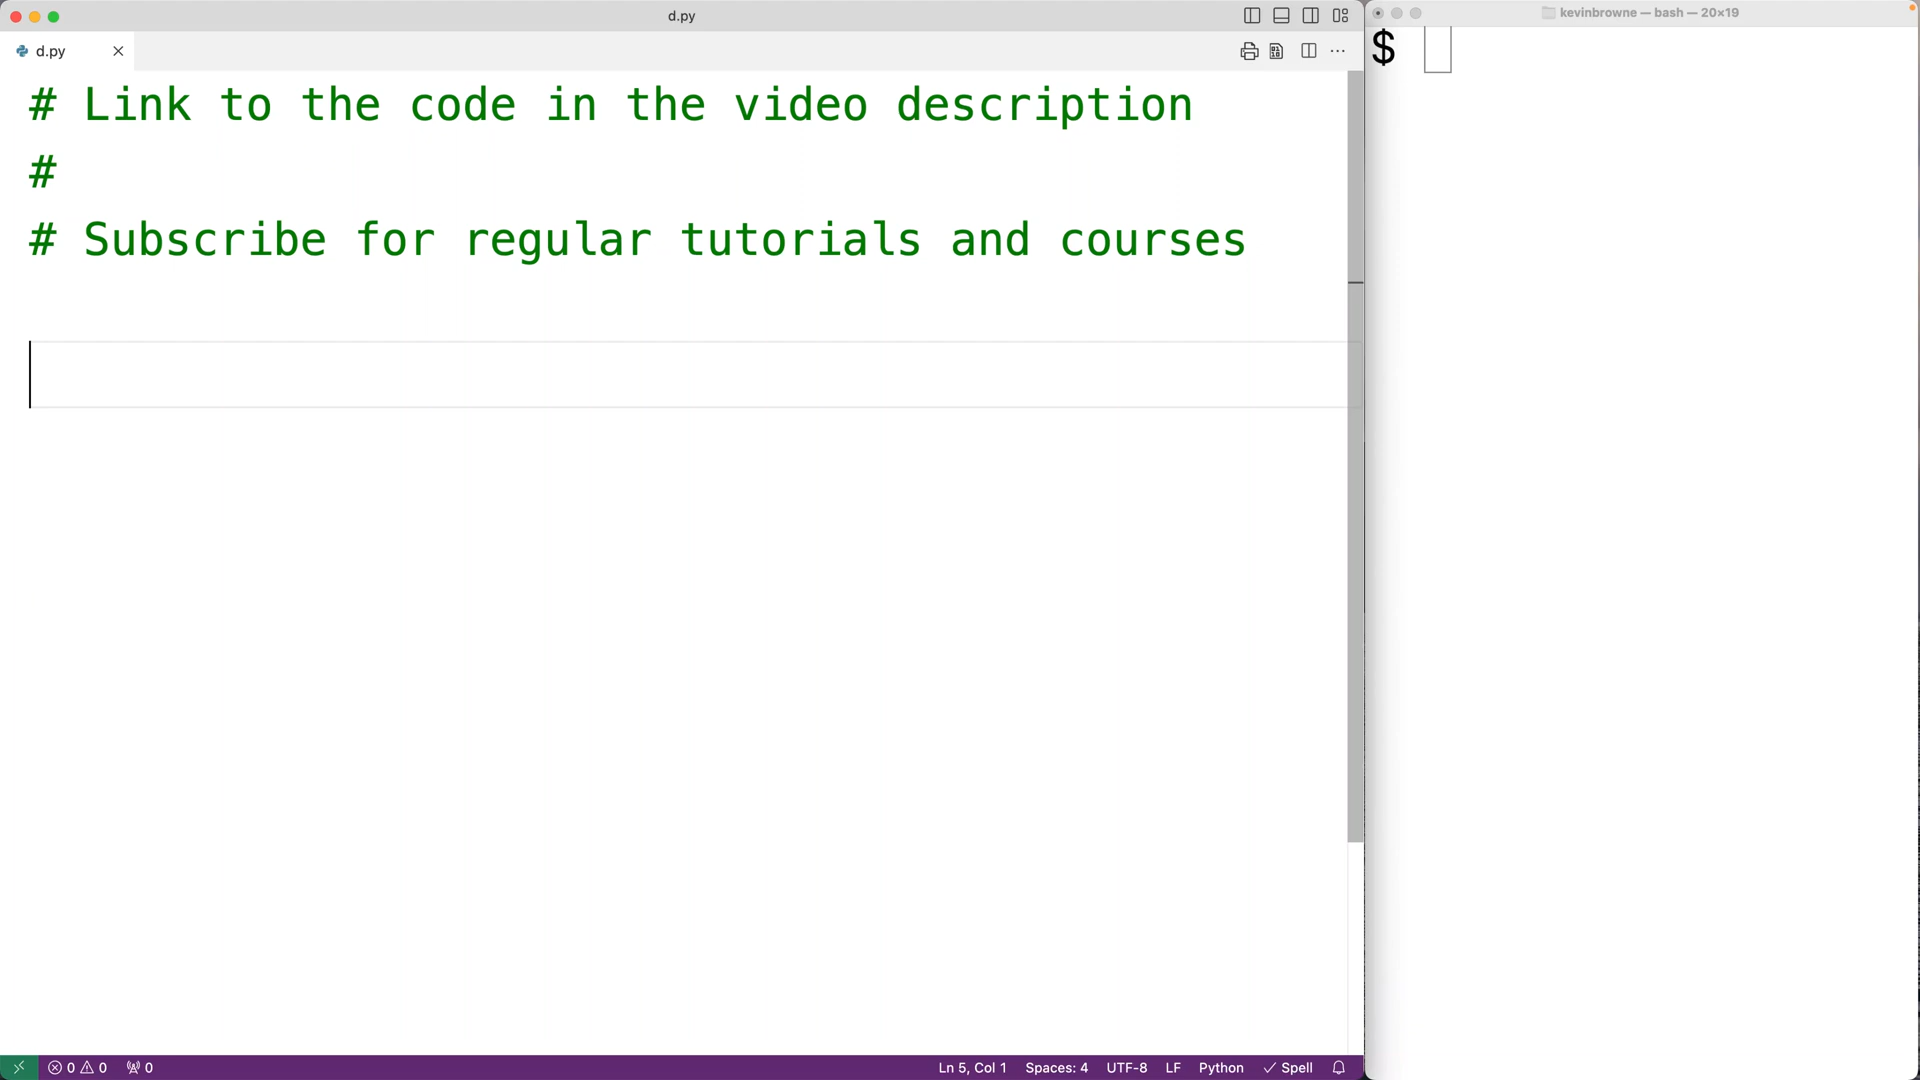 d.py
kevinbrowne — bash — 20×19
d.py
$
# Link to the code in the video description
#
# Subscribe for regular tutorials and courses
0 0 0
Ln 5, Col 1 Spaces: 4 UTF-8 LF Python Spell